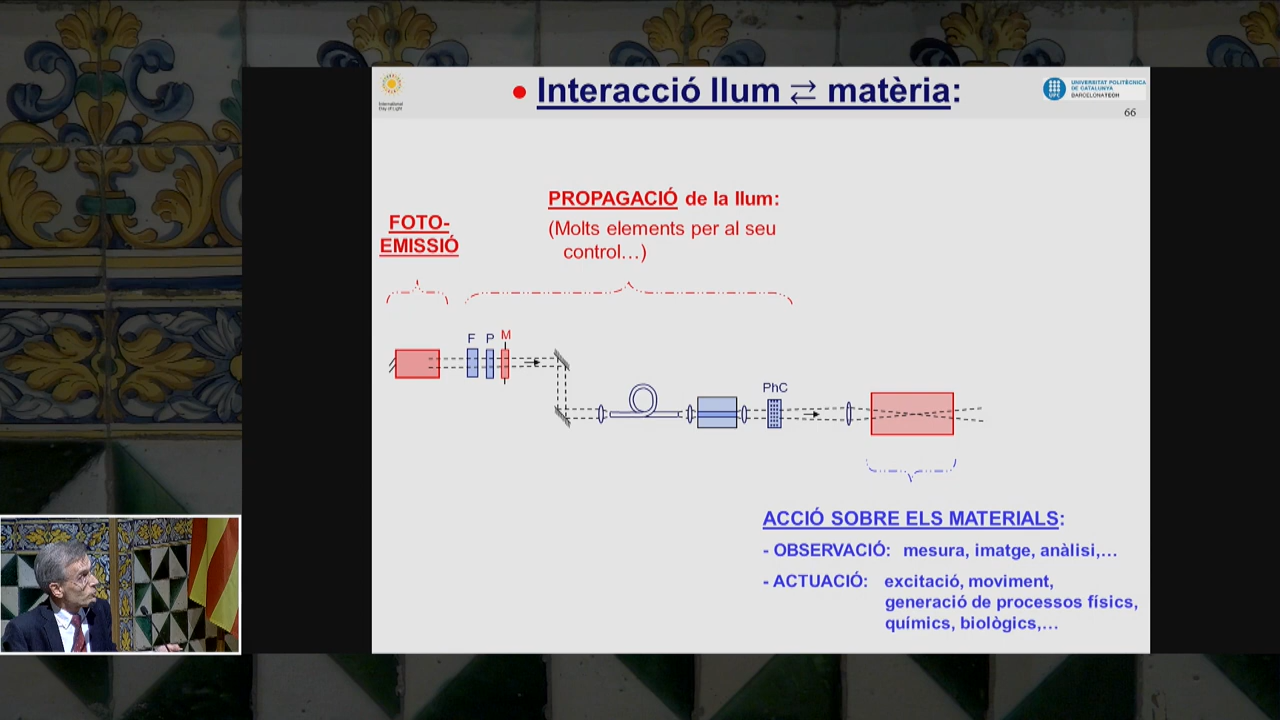 • Interacció llum ⇄ matèria:
International
Day of Light
UPC
UNIVERSITAT POLITÈCNICA
DE CATALUNYA
BARCELONATECH
66
PROPAGACIÓ de la llum:
(Molts elements per al seu
control…)
FOTO-
EMISSIÓ
F P M
PhC
ACCIÓ SOBRE ELS MATERIALS:
- OBSERVACIÓ: mesura, imatge, anàlisi,…
- ACTUACIÓ: excitació, moviment,
generació de processos físics,
químics, biològics,…